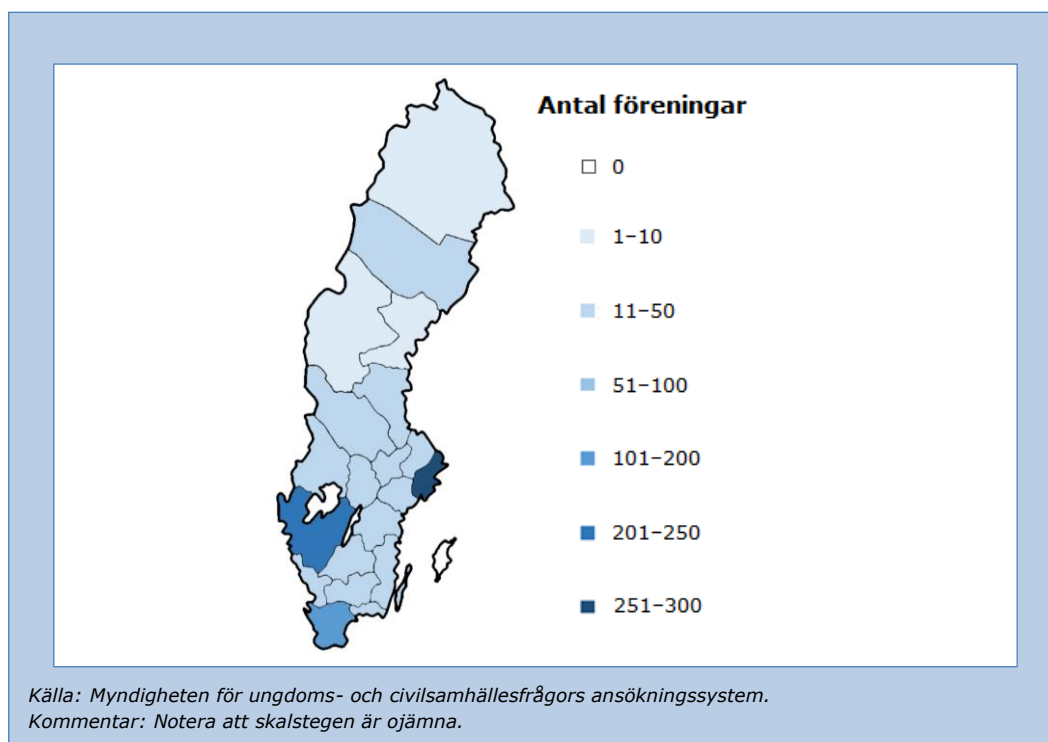 Antal föreningar
0
1–10
11–50
51–100
101–200
201–250
251–300
Källa: Myndigheten för ungdoms- och civilsamhällesfrågors ansökningssystem.
Kommentar: Notera att skalstegen är ojämna.